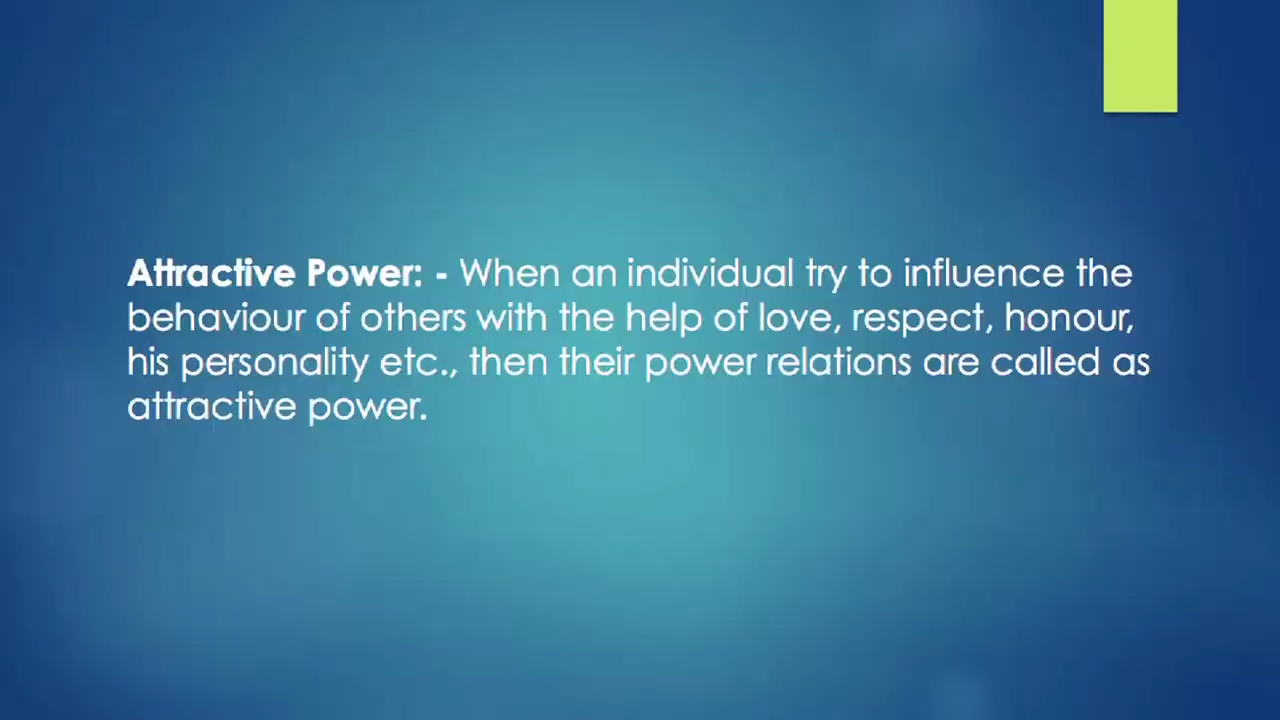 Attractive Power: - When an individual try to influence the
behaviour of others with the help of love, respect, honour,
his personality etc., then their power relations are called as
attractive power.